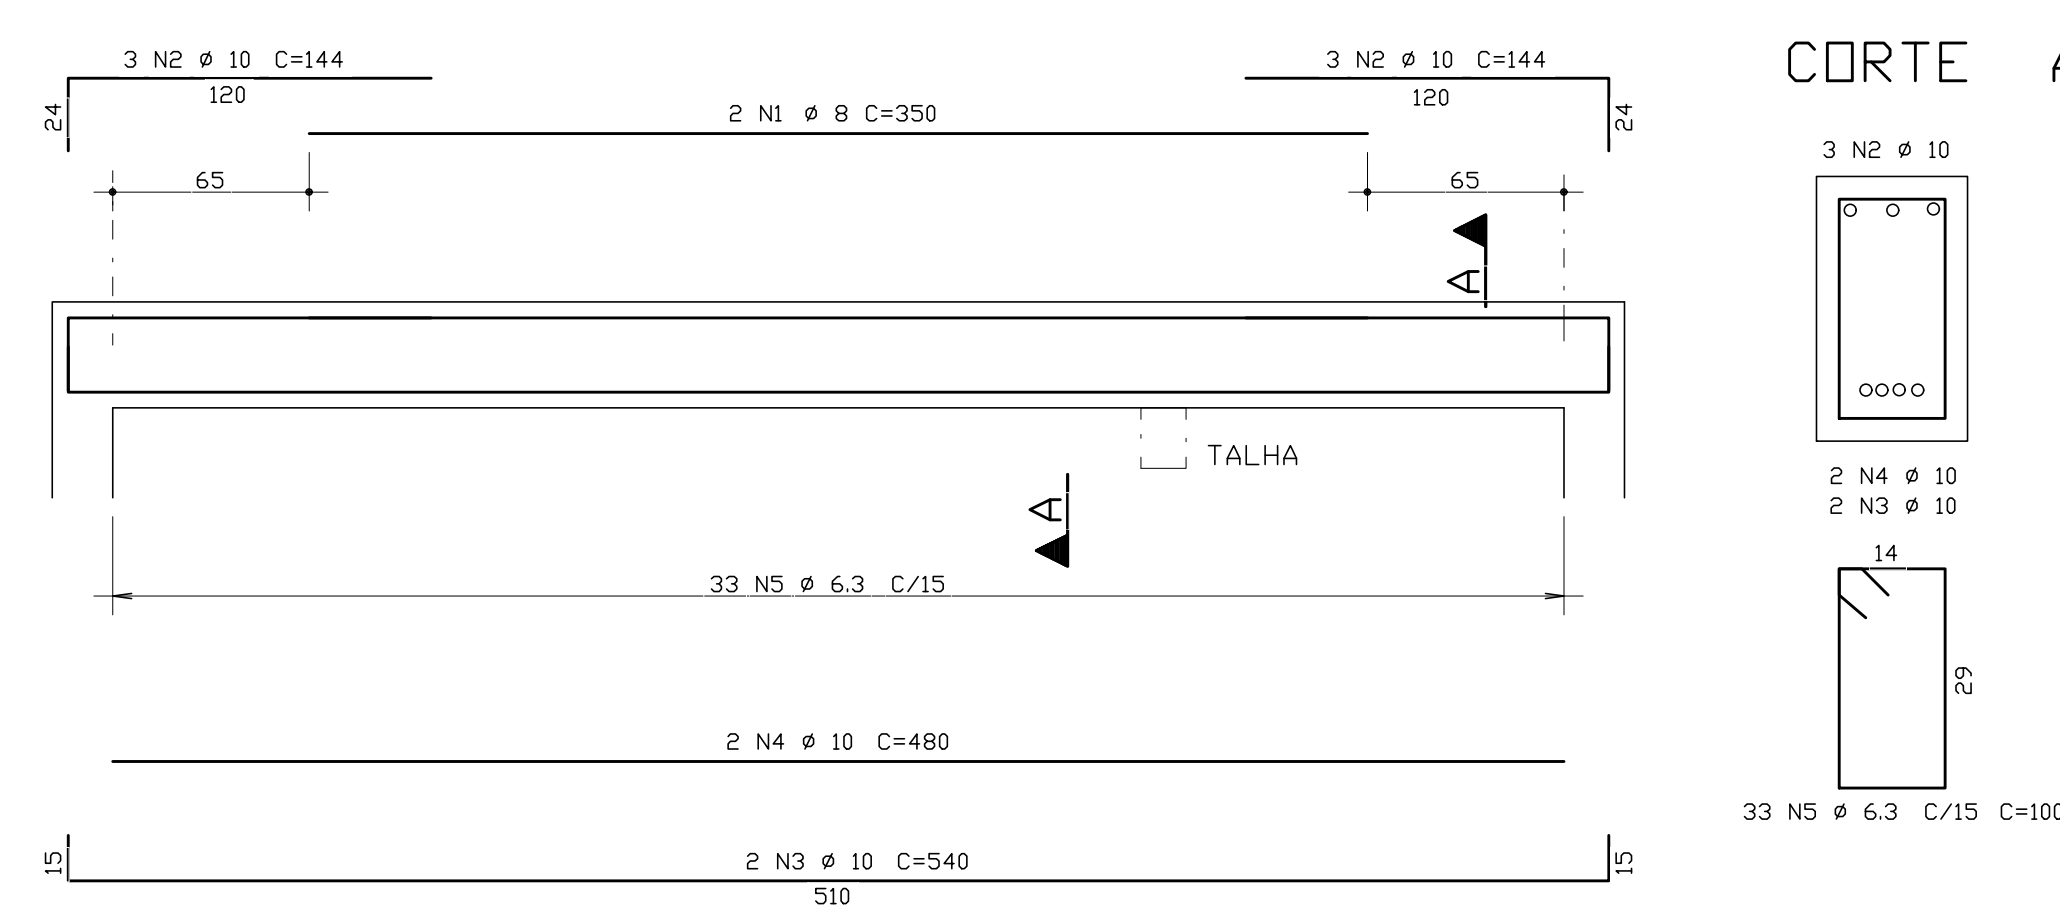 3 N2 ø 10 C=144
120
24
2 N1 ø 8 C=350
3 N2 ø 10 C=144
120
24
65
65
A
TALHA
A
33 N5 ø 6.3 C/15
2 N4 ø 10 C=480
15
2 N3 ø 10 C=540
510
15
CORTE A
3 N2 ø 10
2 N4 ø 10
2 N3 ø 10
14
29
33 N5 ø 6.3 C/15 C=100